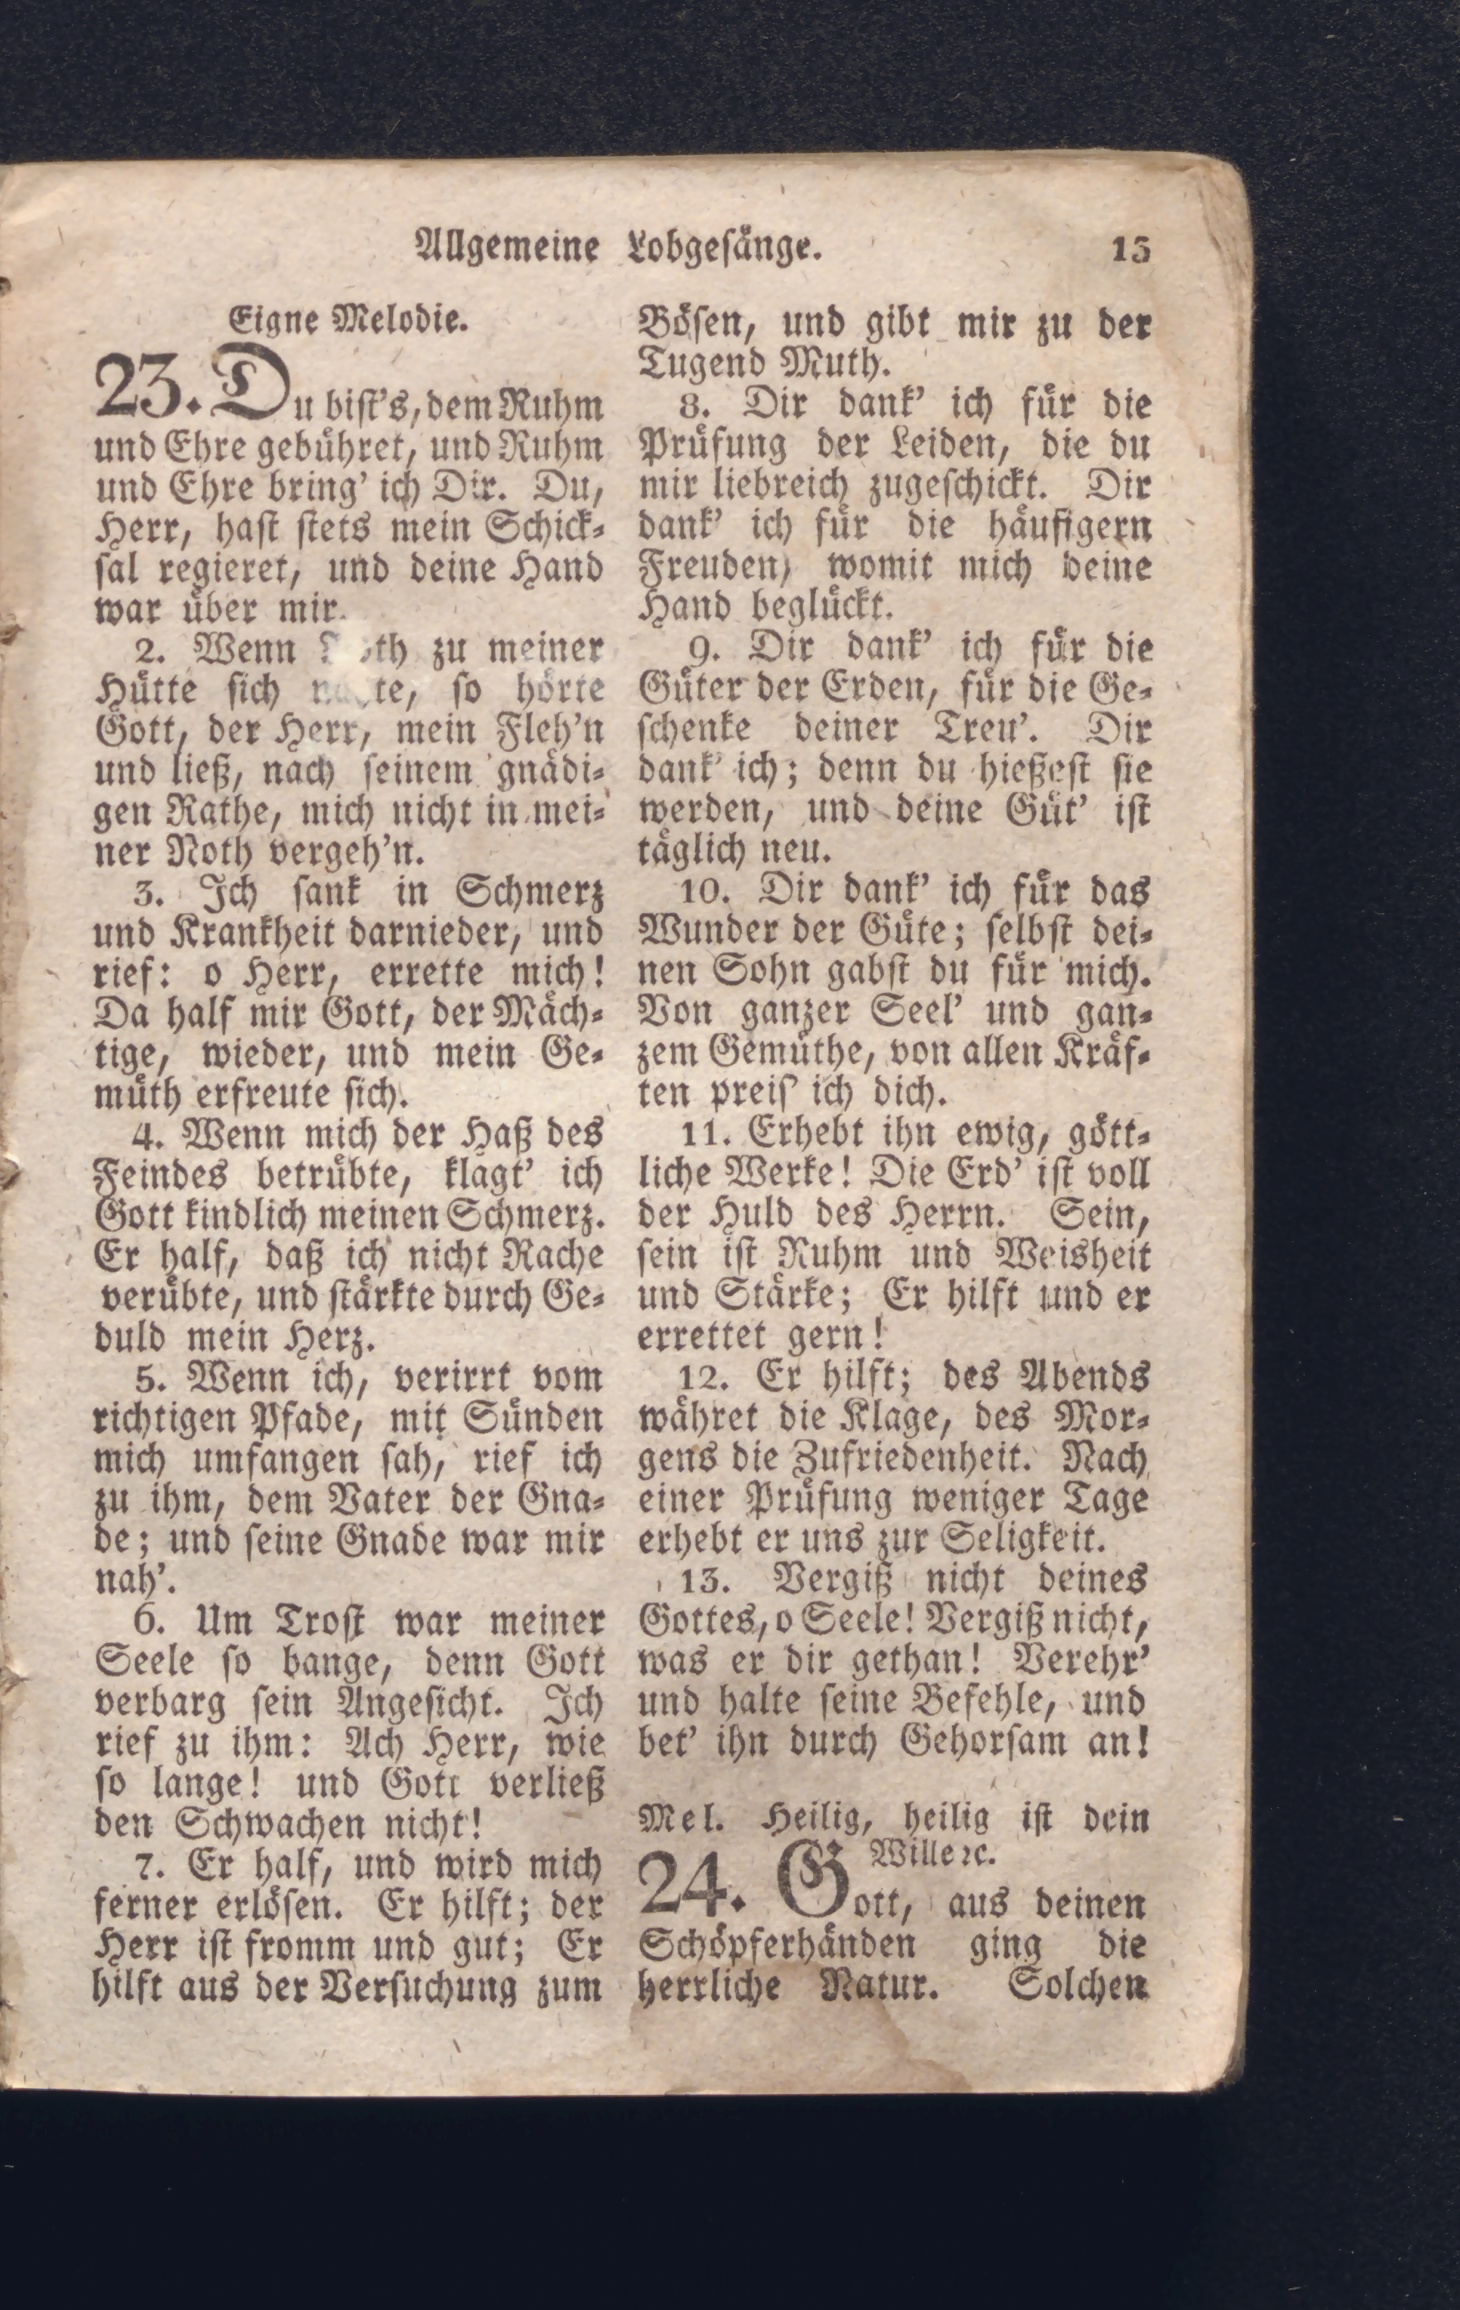 Allgemeine Lobgesänge. 15
Eigne Melodie.
23. Du bist's, dem Ruhm
und Ehre gebühret, und Ruhm
und Ehre bring' ich Dir. Du,
Herr, hast stets mein Schick-
sal regieret, und deine Hand
war über mir.
2. Wenn zu meiner
Hütte sich so hörte
Gott, der Herr, mein Fleh'n
und ließ, nach seinem gnädi-
gen Rathe, mich nicht in mei-
ner Noth vergeh'n.
3. Ich sank in Schmerz
und Krankheit darnieder, und
rief: o Herr, errette mich!
Da half mir Gott, der Mäch-
tige, wieder, und mein Ge-
müth erfreute sich.
4. Wenn mich der Haß des
Feindes betrübte, klagt' ich
Gott kindlich meinen Schmerz.
Er half, daß ich nicht Rache
verübte, und stärkte durch Ge-
duld mein Herz.
5. Wenn ich, verirrt vom
richtigen Pfade, mit Sünden
mich umfangen sah, rief ich
zu ihm, dem Vater der Gna-
de; und seine Gnade war mir
nah'.
6. Um Trost war meiner
Seele so bange, denn Gott
verbarg sein Angesicht. Ich
rief zu ihm: Ach Herr, wie
so lange! und Gott verließ
den Schwachen nicht!
7. Er half, und wird mich
ferner erlösen. Er hilft; der
Herr ist fromm und gut; Er
hilft aus der Versuchung zum
Bösen, und gibt mir zu der
Tugend Muth.
8. Dir dank' ich für die
Prüfung der Leiden, die du
mir liebreich zugeschickt. Dir
dank' ich für die häufigern
Freuden, womit mich deine
Hand beglückt.
9. Dir dank' ich für die
Güter der Erden, für die Ge-
schenke deiner Treu'. Dir
dank' ich; denn du hießest sie
werden, und deine Güt' ist
täglich neu.
10. Dir dank' ich für das
Wunder der Güte; selbst dei-
nen Sohn gabst du für mich.
Von ganzer Seel' und gan-
zem Gemüthe, von allen Kräf-
ten preis' ich dich.
11. Erhebt ihn ewig, gött-
liche Werke! Die Erd' ist voll
der Huld des Herrn. Sein,
sein ist Ruhm und Weisheit
und Stärke; Er hilft und er
errettet gern!
12. Er hilft; des Abends
währet die Klage, des Mor-
gens die Zufriedenheit. Nach
einer Prüfung weniger Tage
erhebt er uns zur Seligkeit.
13. Vergiß nicht deines
Gottes, o Seele! Vergiß nicht,
was er dir gethan! Verehr'
und halte seine Befehle, und
bet' ihn durch Gehorsam an!
Mel. Heilig, heilig ist dein
Wille ꝛc.
24. Gott, aus deinen
Schöpferhänden ging die
herrliche Natur. Solchen